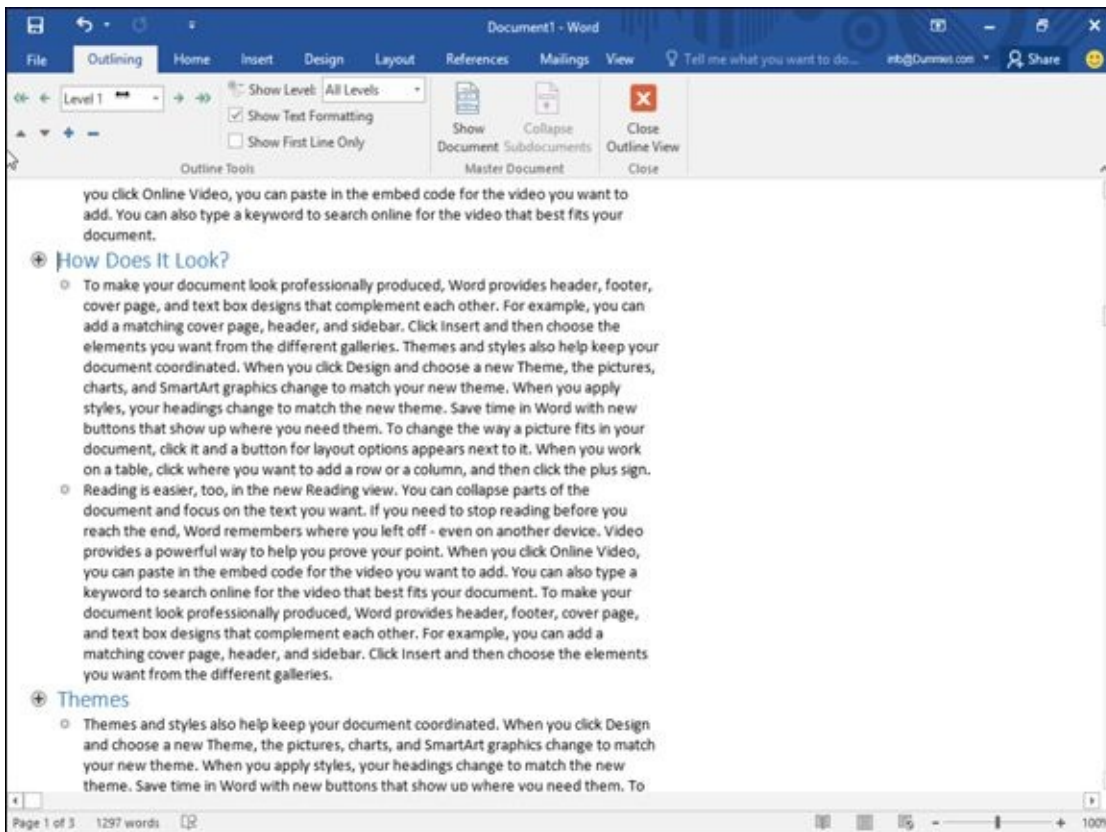 Document1 - Word
File Outlining Home Insert Design Layout References Mailings View Tell me what you want to do... info@Dummies.com Share
Level 1 Show Level: All Levels
Show Text Formatting
Show First Line Only
Show Document Collapse Subdocuments Close Outline View
Outline Tools Master Document Close
you click Online Video, you can paste in the embed code for the video you want to
add. You can also type a keyword to search online for the video that best fits your
document.
How Does It Look?
To make your document look professionally produced, Word provides header, footer,
cover page, and text box designs that complement each other. For example, you can
add a matching cover page, header, and sidebar. Click Insert and then choose the
elements you want from the different galleries. Themes and styles also help keep your
document coordinated. When you click Design and choose a new Theme, the pictures,
charts, and SmartArt graphics change to match your new theme. When you apply
styles, your headings change to match the new theme. Save time in Word with new
buttons that show up where you need them. To change the way a picture fits in your
document, click it and a button for layout options appears next to it. When you work
on a table, click where you want to add a row or a column, and then click the plus sign.
Reading is easier, too, in the new Reading view. You can collapse parts of the
document and focus on the text you want. If you need to stop reading before you
reach the end, Word remembers where you left off - even on another device. Video
provides a powerful way to help you prove your point. When you click Online Video,
you can paste in the embed code for the video you want to add. You can also type a
keyword to search online for the video that best fits your document. To make your
document look professionally produced, Word provides header, footer, cover page,
and text box designs that complement each other. For example, you can add a
matching cover page, header, and sidebar. Click Insert and then choose the elements
you want from the different galleries.
Themes
Themes and styles also help keep your document coordinated. When you click Design
and choose a new Theme, the pictures, charts, and SmartArt graphics change to match
your new theme. When you apply styles, your headings change to match the new
theme. Save time in Word with new buttons that show up where you need them. To
Page 1 of 3 1297 words 100%